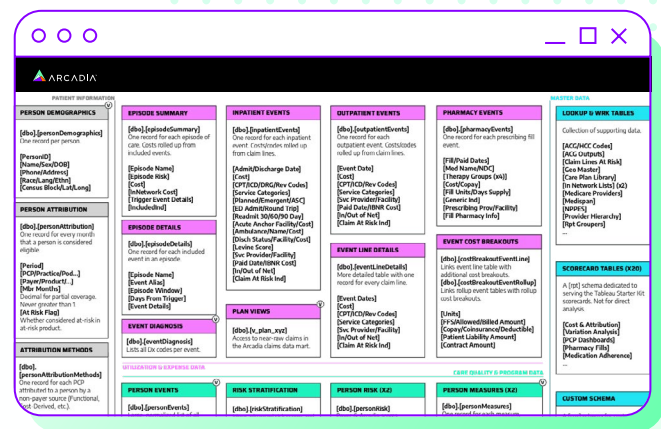 ARCADIA
PATIENT INFORMATION
PERSON DEMOGRAPHICS
V
[dbo].[personDemographics]
One record per person
[PersonID]
[Name/Sex/DOB]
[Phone/Address]
[Race/Lang/Ethn]
[Census Block/Lat/Long]
PERSON ATTRIBUTION
[dbo].[personAttribution]
One record for every month
that a person is considered
eligible
[Period]
[PCP/Practice/Pod...]
[Payer/Product/...]
[Mbr Months]
Decimal for partial coverage.
Never greater than 1
[At Risk Flag]
Whether considered at-risk in
at-risk product.
ATTRIBUTION METHODS
[dbo].
[personAttributionMethods]
One record for each PCP
attributed to a person by a
non-payer source (Functional,
Cost-Derived, etc.).
EPISODE SUMMARY
[dbo].[episodeSummary]
One record for each episode of
care. Costs rolled up from
included events.
[Episode Name]
[Episode Risk]
[Cost]
[InNetwork Cost]
[Trigger Event Details]
[IncludedInd]
EPISODE DETAILS
[dbo].[episodeDetails]
One record for each included
event in an episode
[Episode Name]
[Event Alias]
[Episode Window]
[Days From Trigger]
[Event Details]
EVENT DIAGNOSIS
V
[dbo].[eventDiagnosis]
Lists all Dx codes per event.
INPATIENT EVENTS
[dbo].[inpatientEvents]
One record for each inpatient
event. Costs/codes rolled up
from claim lines.
[Admit/Discharge Date]
[Cost]
[CPT/ICD/DRG/Rev Codes]
[Service Categories]
[Planned/Emergent/ASC]
[ED Admit/Round Trip]
[Readmit 30/60/90 Day]
[Acute Anchor Facility/Cost]
[Ambulance/Name/Cost]
[Disch Status/Facility/Cost]
[Levine Score]
[Svc Provider/Facility]
[Paid Date/IBNR Cost]
[In/Out of Net]
[Claim At Risk Ind]
PLAN VIEWS
V
[dbo].[v_plan_xyz]
Access to near-raw claims in
the Arcadia claims data mart.
OUTPATIENT EVENTS
[dbo].[outpatientEvents]
One record for each
outpatient event. Costs/codes
rolled up from claim lines.
[Event Date]
[Cost]
[CPT/ICD/Rev Codes]
[Service Categories]
[Svc Provider/Facility]
[Paid Date/IBNR Cost]
[In/Out of Net]
[Claim At Risk Ind]
EVENT LINE DETAILS
[dbo].[eventLineDetails]
More detailed table with one
record for every claim line.
[Event Dates]
[Cost]
[CPT/ICD/Rev Codes]
[Service Categories]
[Svc Provider/Facility]
[In/Out of Net]
[Claim At Risk Ind]
PHARMACY EVENTS
[dbo].[pharmacyEvents]
One record for each prescribing fill
event.
[Fill/Paid Dates]
[Med Name/NDC]
[Therapy Groups (x4)]
[Cost/Copay]
[Fill Units/Days Supply]
[Generic Ind]
[Prescribing Prov/Facility]
[Fill Pharmacy Info]
EVENT COST BREAKOUTS
[dbo].[costBreakoutEventLine]
Links event line table with
additional cost breakouts.
[dbo].[costBreakoutEventRollup]
Links rollup event tables with rollup
cost breakouts.
[Units]
[FFS/Allowed/Billed Amount]
[Copay/Coinsurance/Deductible]
[Patient Liability Amount]
[Contract Amount]
MASTER DATA
LOOKUP & WRK TABLES
Collection of supporting data.
[ACG/HCC Codes]
[ACG Outputs]
[Claim Lines At Risk]
[Geo Master]
[Care Plan Library]
[In Network Lists] (x2)
[Medicare Providers]
[Medispan]
[NPPES]
[Provider Hierarchy]
[Rpt Groupers]
...
SCORECARD TABLES (X20)
A [rpt] schema dedicated to
serving the Tableau Starter Kit
scorecards. Not for direct
analysis.
[Cost & Attribution]
[Variation Analysis]
[PCP Dashboards]
[Pharmacy Fills]
[Medication Adherence]
...
CUSTOM SCHEMA
UTILIZATION & EXPENSE DATA
CARE QUALITY & PROGRAM DATA
PERSON EVENTS
V
[dbo].[personEvents]
RISK STRATIFICATION
[dbo].[riskStratification]
PERSON RISK (X2)
[dbo].[personRisk]
PERSON MEASURES (X2)
V
[dbo].[personMeasures]